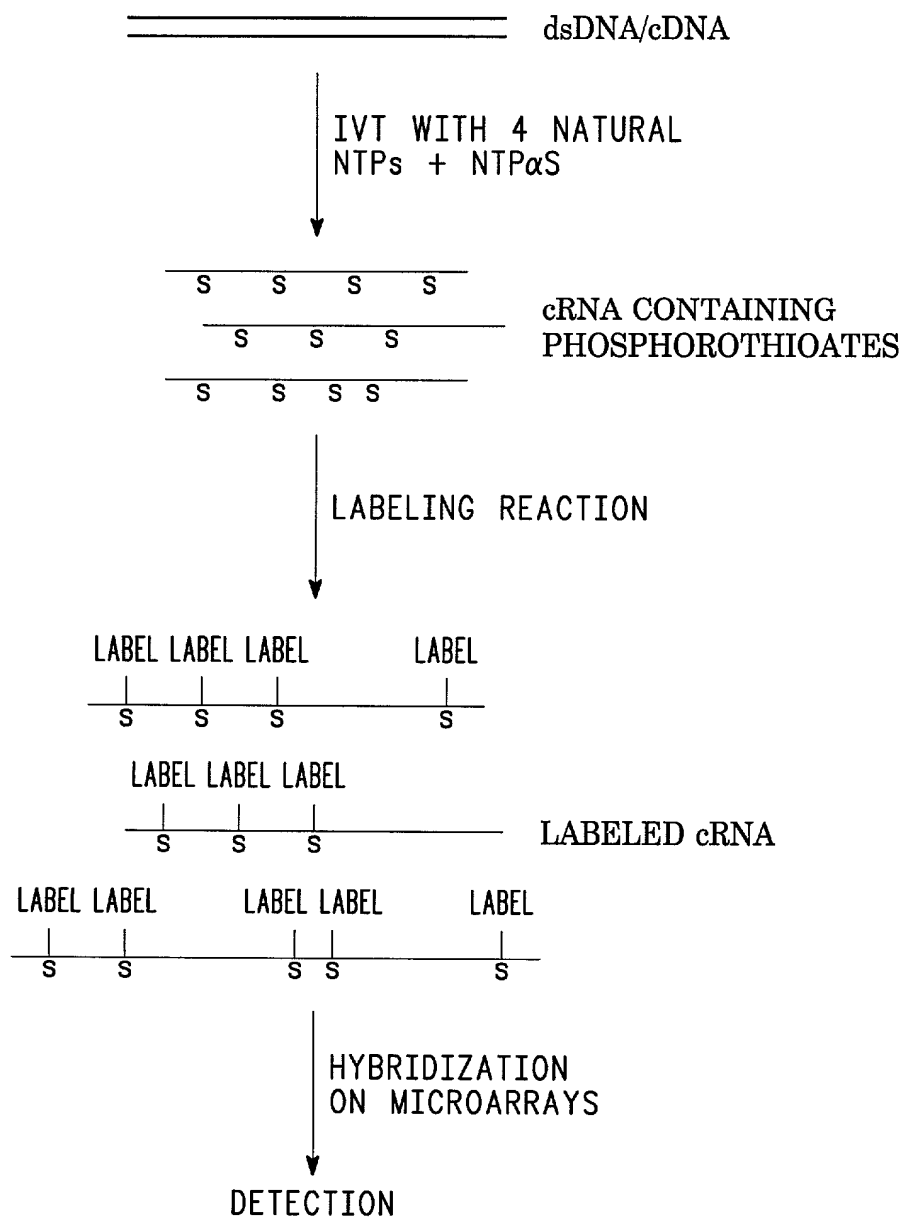 dsDNA/cDNA
IVT WITH 4 NATURAL
NTPs + NTPαS
S S S S
cRNA CONTAINING
PHOSPHOROTHIOATES
S S S
S S S S
LABELING REACTION
LABEL LABEL LABEL LABEL
S S S S
LABEL LABEL LABEL
S S S
LABELED cRNA
LABEL LABEL LABEL LABEL LABEL
S S S S S
HYBRIDIZATION
ON MICROARRAYS
DETECTION